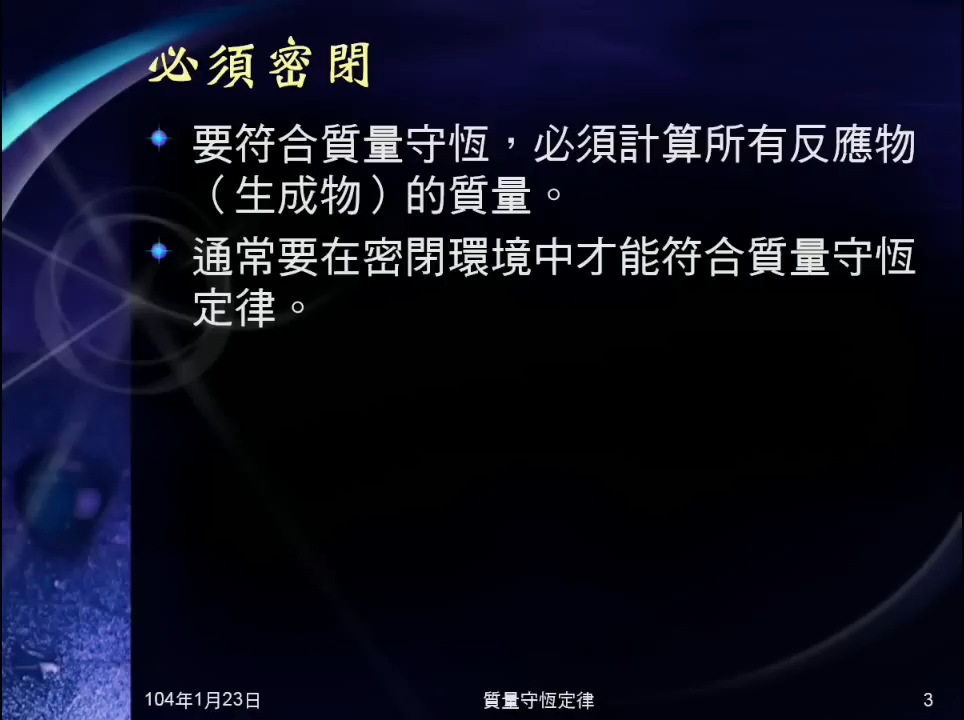 必須密閉
要符合質量守恆，必須計算所有反應物
（生成物）的質量。
通常要在密閉環境中才能符合質量守恆
定律。
104年1月23日
質量守恆定律
3